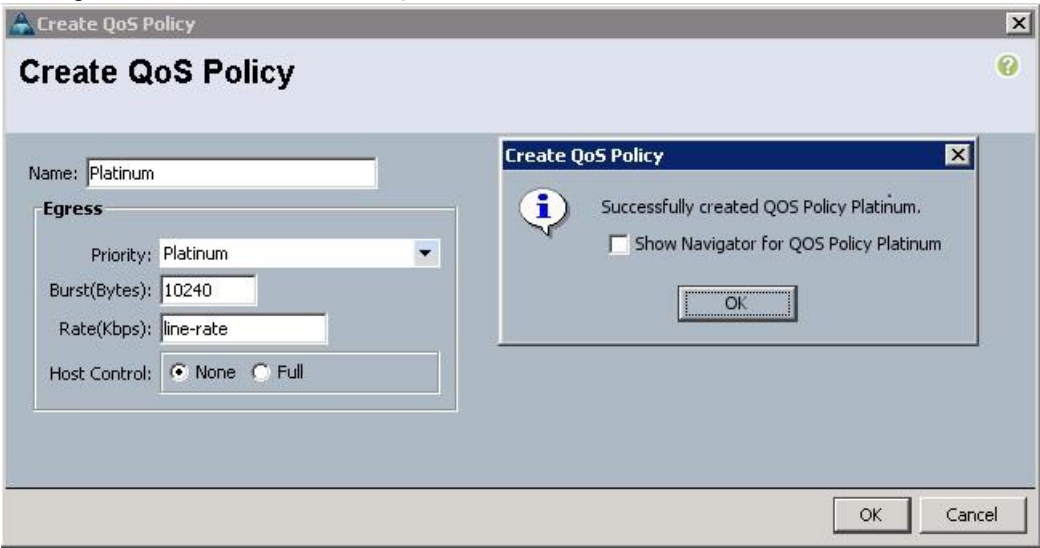 Create QoS Policy
Create QoS Policy
Name: Platinum
Egress
Priority: Platinum
Burst(Bytes): 10240
Rate(Kbps): line-rate
Host Control: None Full
Create QoS Policy
Successfully created QOS Policy Platinum.
Show Navigator for QOS Policy Platinum
OK
OK Cancel